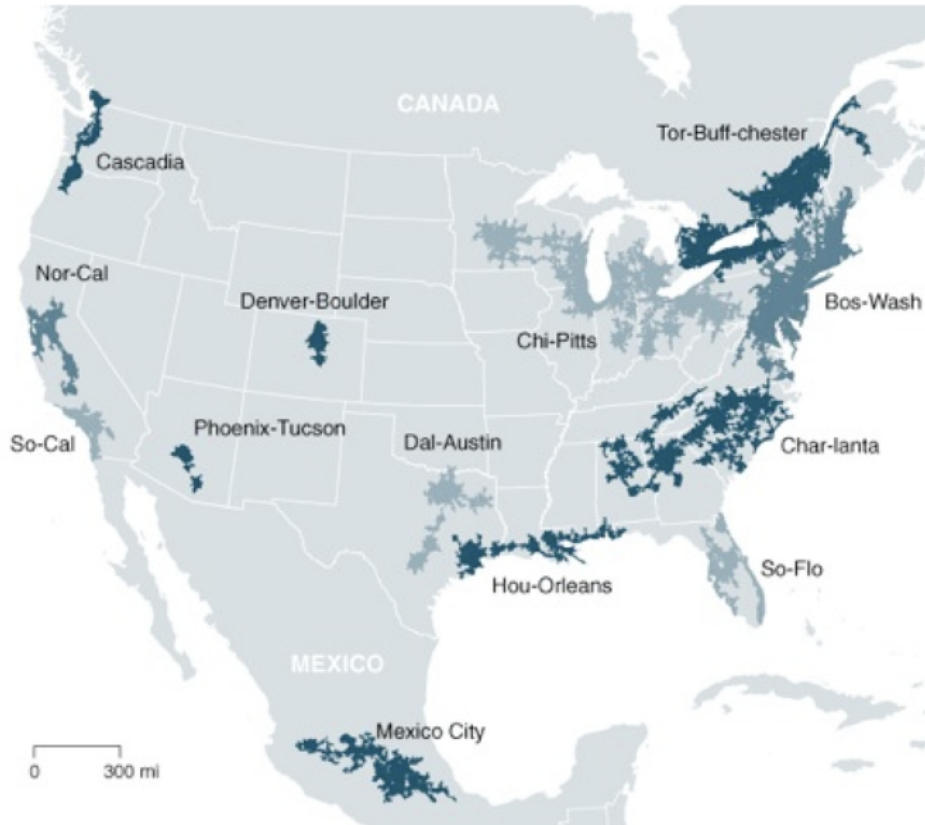 CANADA
Tor-Buff-chester
Cascadia
Nor-Cal
Denver-Boulder
Bos-Wash
Chi-Pitts
Phoenix-Tucson
So-Cal
Dal-Austin
Char-lanta
So-Flo
Hou-Orleans
MEXICO
Mexico City
0 300 mi